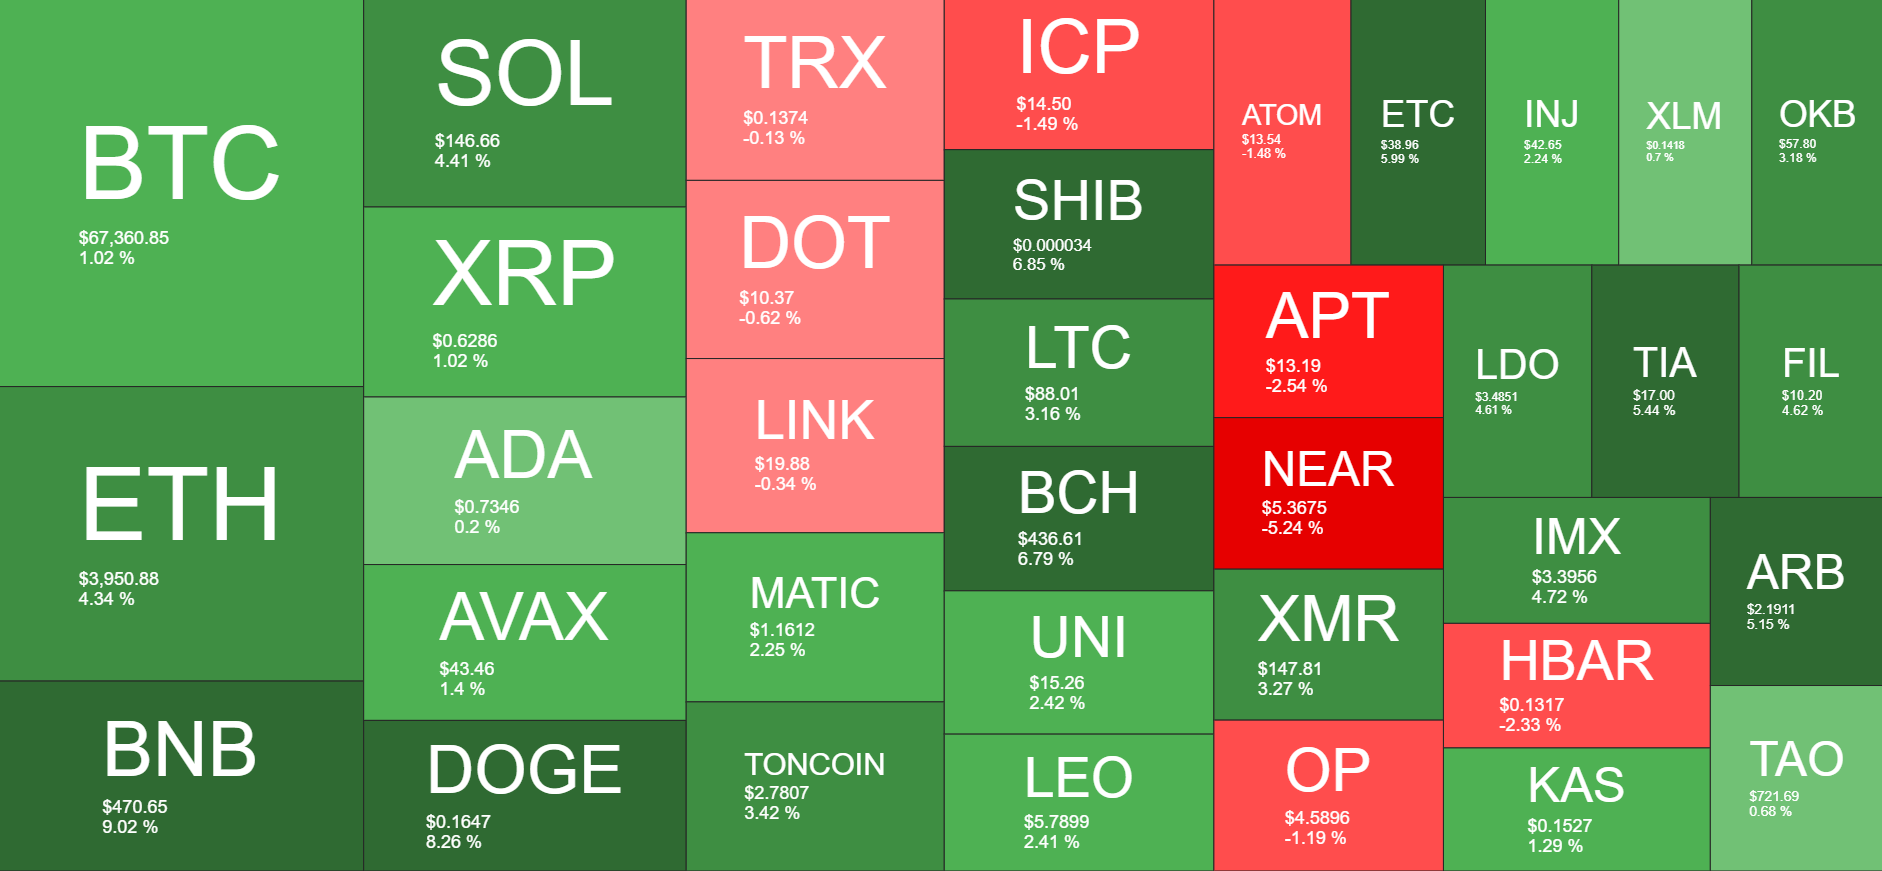 BTC
$67,360.85
1.02 %
ETH
$3,950.88
4.34 %
BNB
$470.65
9.02 %
SOL
$146.66
4.41 %
XRP
$0.6286
1.02 %
ADA
$0.7346
0.2 %
AVAX
$43.46
1.4 %
DOGE
$0.1647
8.26 %
TRX
$0.1374
-0.13 %
DOT
$10.37
-0.62 %
LINK
$19.88
-0.34 %
MATIC
$1.1612
2.25 %
TONCOIN
$2.7807
3.42 %
ICP
$14.50
-1.49 %
SHIB
$0.000034
6.85 %
LTC
$88.01
3.16 %
BCH
$436.61
6.79 %
UNI
$15.26
2.42 %
LEO
$5.7899
2.41 %
ATOM
$13.54
-1.48 %
ETC
$38.96
5.99 %
INJ
$42.65
2.24 %
XLM
$0.1418
0.7 %
OKB
$57.80
3.18 %
APT
$13.19
-2.54 %
NEAR
$5.3675
-5.24 %
XMR
$147.81
3.27 %
OP
$4.5896
-1.19 %
LDO
$3.4851
4.61 %
TIA
$17.00
5.44 %
FIL
$10.20
4.62 %
IMX
$3.3956
4.72 %
HBAR
$0.1317
-2.33 %
KAS
$0.1527
1.29 %
ARB
$2.1911
5.15 %
TAO
$721.69
0.68 %